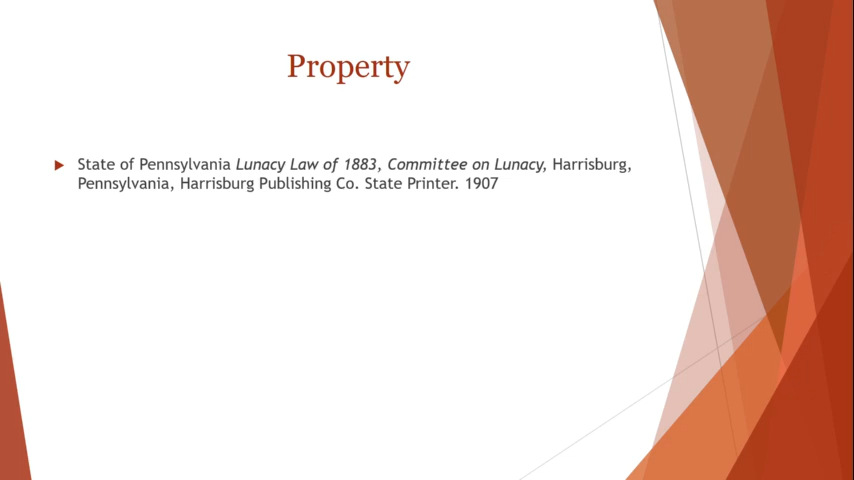 Property
State of Pennsylvania Lunacy Law of 1883, Committee on Lunacy, Harrisburg,
Pennsylvania, Harrisburg Publishing Co. State Printer. 1907